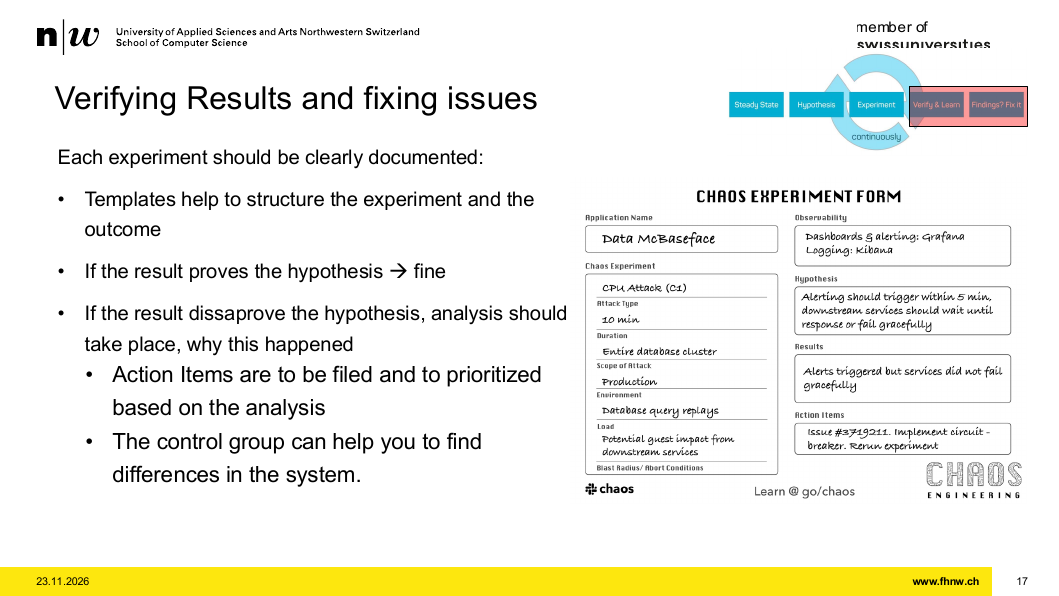 n|w University of Applied Sciences and Arts Northwestern Switzerland
School of Computer Science
member of
swissuniversities
Verifying Results and fixing issues
Steady State
Hypothesis
Experiment
Verify & Learn
Findings? Fix it
continuously
Each experiment should be clearly documented:
• Templates help to structure the experiment and the
outcome
• If the result proves the hypothesis → fine
• If the result dissaprove the hypothesis, analysis should
take place, why this happened
• Action Items are to be filed and to prioritized
based on the analysis
• The control group can help you to find
differences in the system.
CHAOS EXPERIMENT FORM
Application Name
Data McBaseface
Chaos Experiment
CPU Attack (C1)
Attack Type
10 min
Duration
Entire database cluster
Scope of Attack
Production
Environment
Database query replays
Load
Potential guest impact from
downstream services
Blast Radius/ Abort Conditions
Observability
Dashboards & alerting: Grafana
Logging: Kibana
Hypothesis
Alerting should trigger within 5 min,
downstream services should wait until
response or fail gracefully
Results
Alerts triggered but services did not fail
gracefully
Action Items
Issue #3719211. Implement circuit -
breaker. Rerun experiment
chaos
Learn @ go/chaos
CHAOS
ENGINEERING
23.11.2026
www.fhnw.ch
17